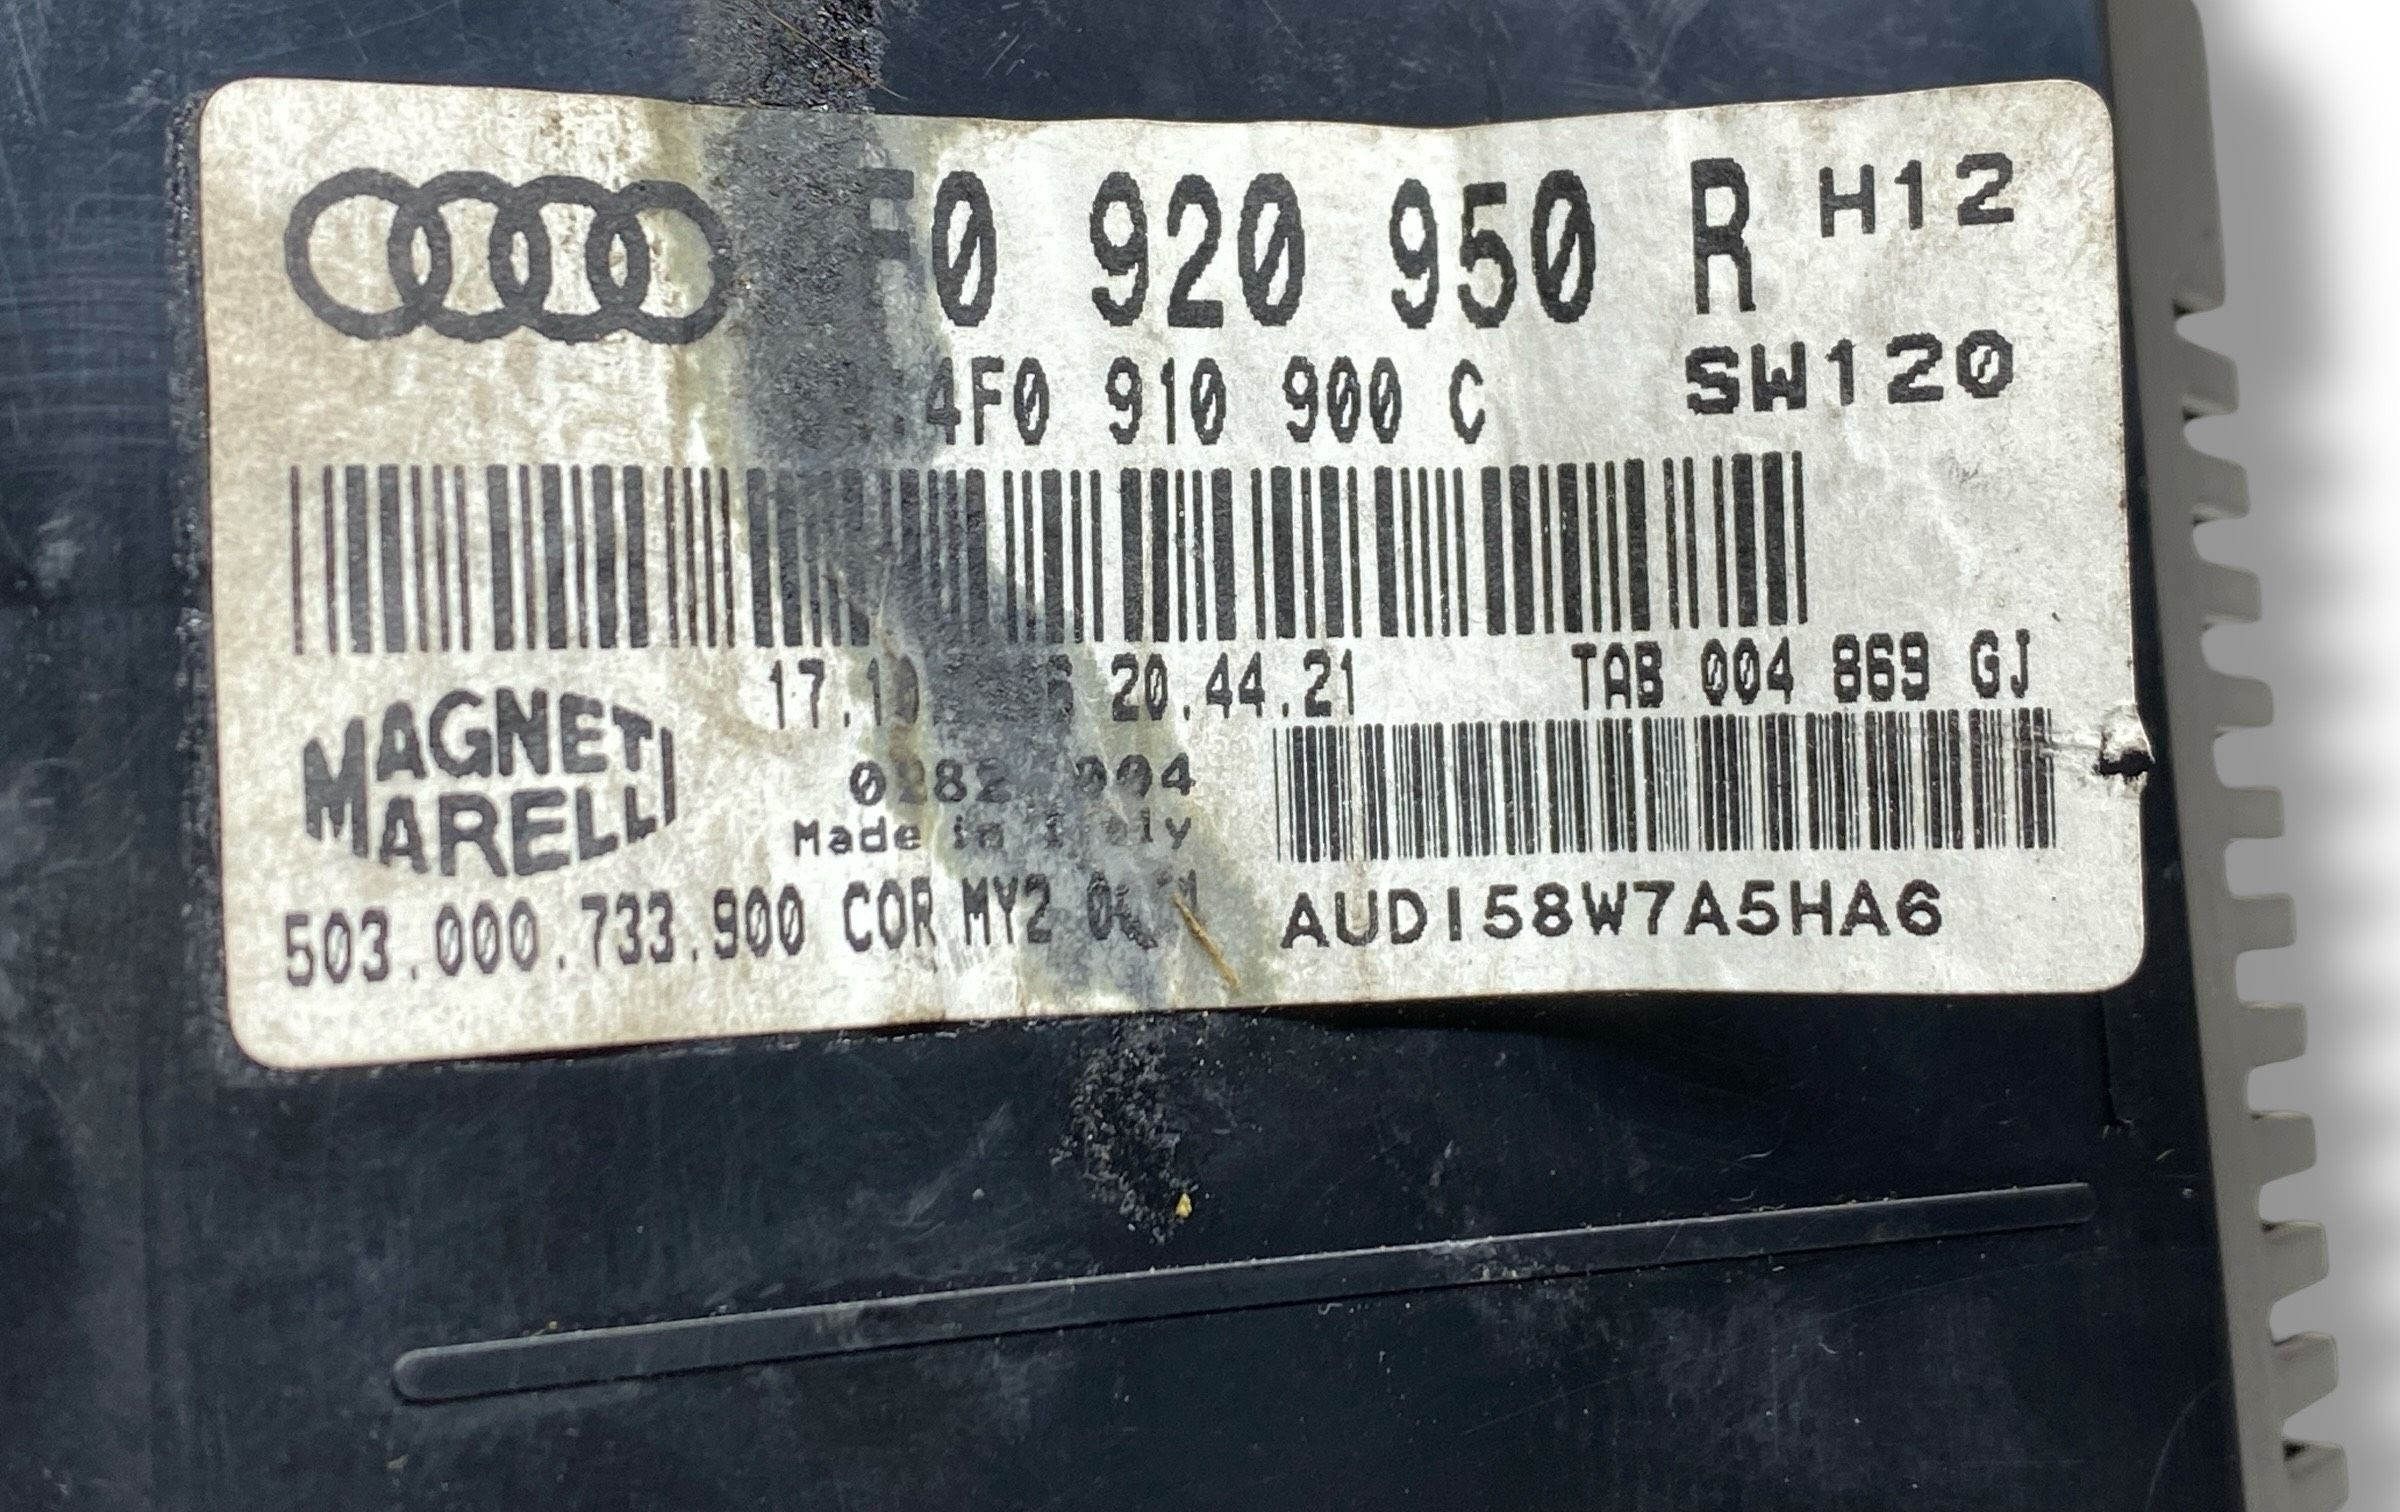 F0 920 950 R H12
4F0 910 900 C SW120
20.44.21 TAB 004 869 GJ
MAGNETI
MARELLI
Made in
503.000.733.900 COR
AUDI58W7A5HA6